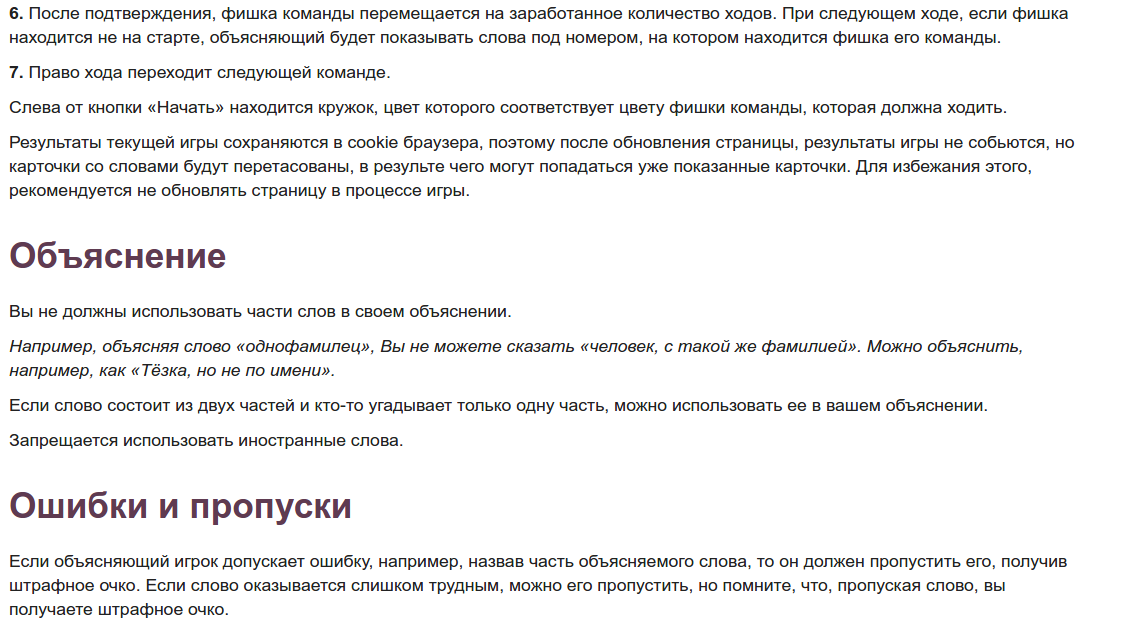 6. После подтверждения, фишка команды перемещается на заработанное количество ходов. При следующем ходе, если фишка
находится не на старте, объясняющий будет показывать слова под номером, на котором находится фишка его команды.
7. Право хода переходит следующей команде.
Слева от кнопки «Начать» находится кружок, цвет которого соответствует цвету фишки команды, которая должна ходить.
Результаты текущей игры сохраняются в cookie браузера, поэтому после обновления страницы, результаты игры не собьются, но
карточки со словами будут перетасованы, в результе чего могут попадаться уже показанные карточки. Для избежания этого,
рекомендуется не обновлять страницу в процессе игры.
Объяснение
Вы не должны использовать части слов в своем объяснении.
Например, объясняя слово «однофамилец», Вы не можете сказать «человек, с такой же фамилией». Можно объяснить,
например, как «Тёзка, но не по имени».
Если слово состоит из двух частей и кто-то угадывает только одну часть, можно использовать ее в вашем объяснении.
Запрещается использовать иностранные слова.
Ошибки и пропуски
Если объясняющий игрок допускает ошибку, например, назвав часть объясняемого слова, то он должен пропустить его, получив
штрафное очко. Если слово оказывается слишком трудным, можно его пропустить, но помните, что, пропуская слово, вы
получаете штрафное очко.